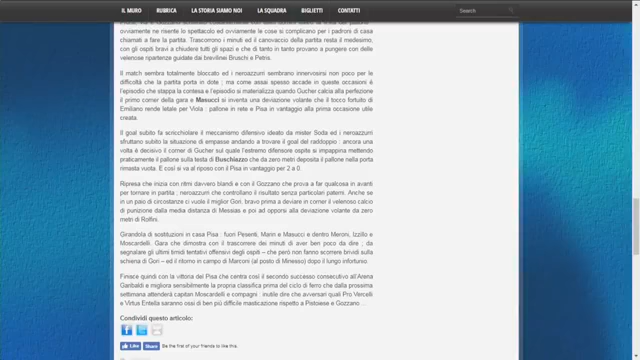 IL MURO RUBRICA LA STORIA SIAMO NOI LA SQUADRA BIGLIETTI CONTATTI Search
ovviamente ne risente lo spettacolo ed ovviamente le cose si complicano per i padroni di casa
chiamati a fare la partita. Trascorrono i minuti ed il canovaccio della partita resta il medesimo,
con gli ospiti bravi a chiudere tutti gli spazi e che di tanto in tanto provano a pungere con delle
velenose ripartenze guidate dai brevilinei Bruschi e Petris.
Il match sembra totalmente bloccato ed i neroazzurri sembrano innervosirsi non poco per le
difficoltà che la partita porta in dote ; ma come assai spesso accade in queste occasioni è
l'episodio che stappa la contesa e l'episodio si materializza quando Gucher calcia alla perfezione
il primo corner della gara e Masucci si inventa una deviazione volante che il tocco fortuito di
Emiliano rende letale per Viola : pallone in rete e Pisa in vantaggio alla prima occasione utile
creata.
Il goal subito fa scricchiolare il meccanismo difensivo ideato da mister Soda ed i neroazzurri
sfruttano subito la situazione di empasse andando a trovare il goal del raddoppio : ancora una
volta è decisivo il corner di Gucher sul quale l'estremo difensore ospite si impappina mettendo
praticamente il pallone sulla testa di Buschiazzo che da zero metri deposita il pallone nella porta
rimasta vuota. E così si va al riposo con il Pisa in vantaggio per 2 a 0.
Ripresa che inizia con ritmi davvero blandi e con il Gozzano che prova a far qualcosa in avanti
per tornare in partita ; neroazzurri che controllano il risultato senza particolari patemi. Anche se
in un paio di circostanze ci vuole il miglior Gori, bravo prima a deviare in corner il velenoso calcio
di punizione dalla media distanza di Messias e poi ad opporsi alla deviazione volante da zero
metri di Rolfini.
Girandola di sostituzioni in casa Pisa : fuori Pesenti, Marin e Masucci e dentro Meroni, Izzillo e
Moscardelli. Gara che dimostra con il trascorrere dei minuti di aver ben poco da dire ; da
segnalare gli ultimi timidi tentativi offensivi degli ospiti – che però non fanno scorrere brividi sulla
schiena di Gori – ed il ritorno in campo di Marconi (al posto di Minesso) dopo il lungo infortunio.
Finisce quindi con la vittoria del Pisa che centra così il secondo successo consecutivo all'Arena
Garibaldi e migliora sensibilmente la propria classifica prima del ciclo di ferro che dalla prossima
settimana attenderà capitan Moscardelli e compagni : inutile dire che avversari quali Pro Vercelli
e Virtus Entella saranno ossi di ben più difficile masticazione rispetto a Pistoiese e Gozzano ...
Condividi questo articolo:
Like Share Be the first of your friends to like this.